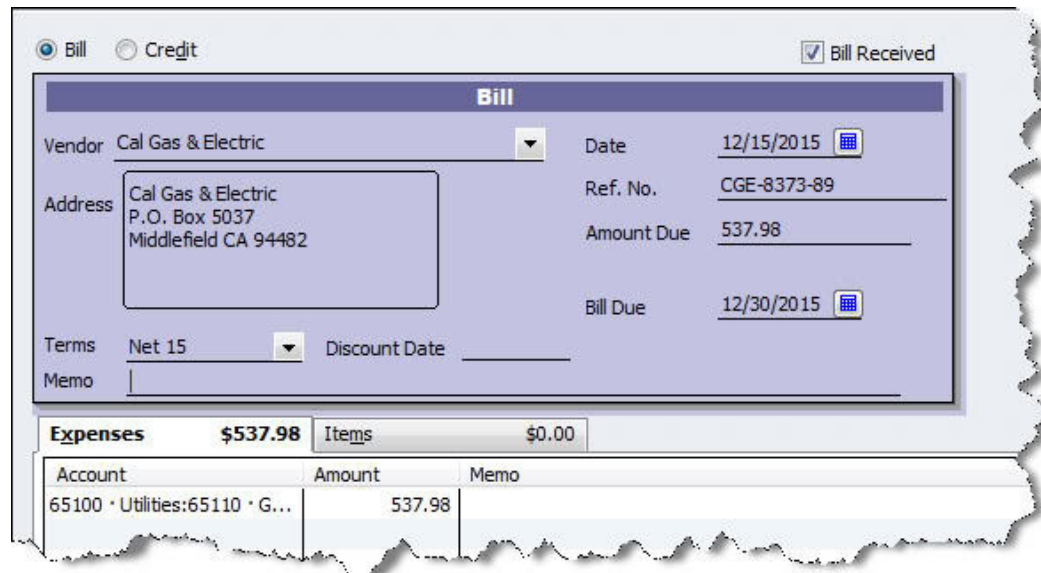 Bill Credit Bill Received
Bill
Vendor Cal Gas & Electric Date 12/15/2015
Address Cal Gas & Electric
P.O. Box 5037
Middlefield CA 94482
Ref. No. CGE-8373-89
Amount Due 537.98
Bill Due 12/30/2015
Terms Net 15 Discount Date
Memo
Expenses $537.98 Items $0.00
Account Amount Memo
65100 · Utilities:65110 · G... 537.98